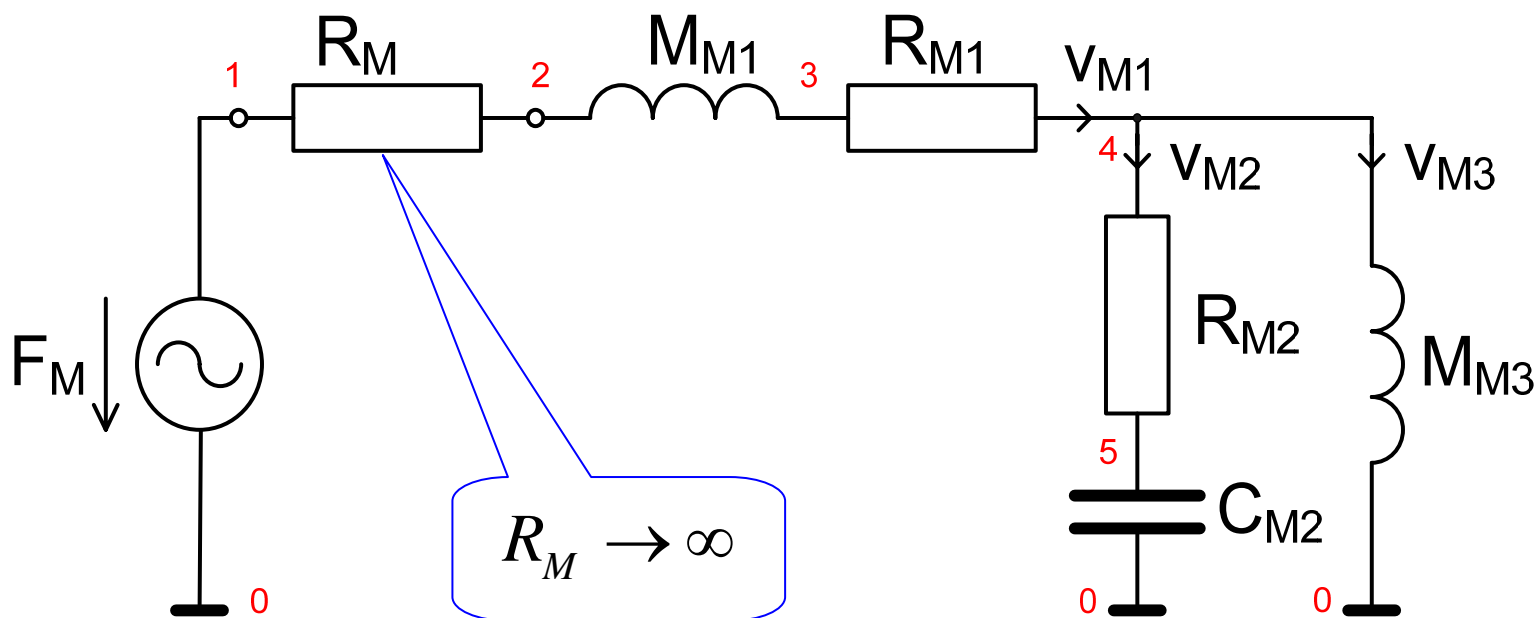 R_M
M_M1
R_M1
v_M1
1
2
3
4
v_M2
v_M3
F_M
R_M2
M_M3
5
C_M2
R_M → ∞
0
0
0